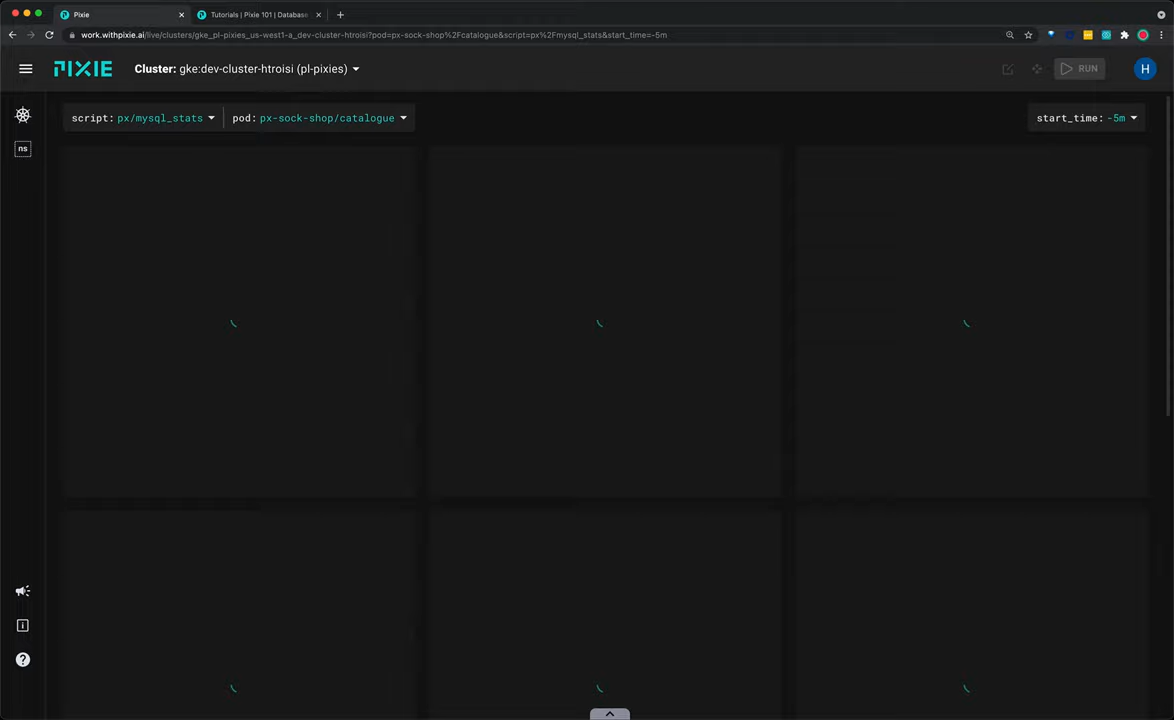 Pixie
Tutorials | Pixie 101 | Database
work.withpixie.ai/live/clusters/gke_pl-pixies_us-west1-a_dev-cluster-htroisi?pod=px-sock-shop%2Fcatalogue&script=px%2Fmysql_stats&start_time=-5m
PIXIE
Cluster: gke:dev-cluster-htroisi (pl-pixies)
RUN
H
script: px/mysql_stats
pod: px-sock-shop/catalogue
start_time: -5m
ns